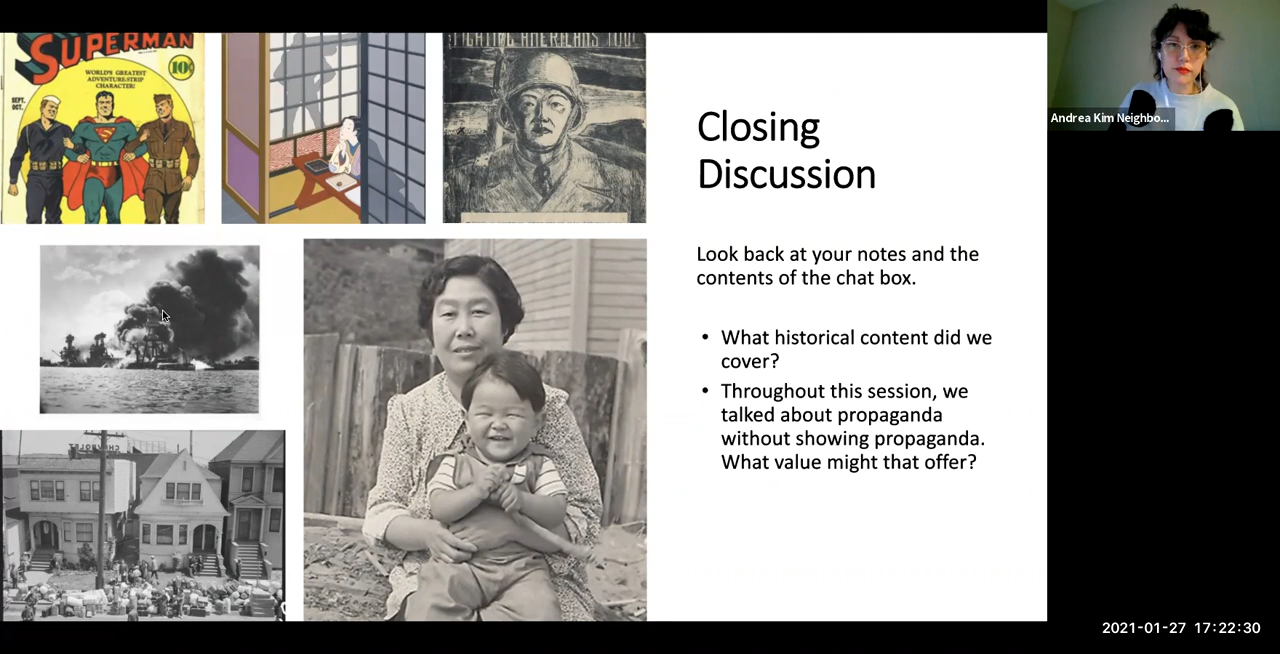 SUPERMAN
WORLD'S GREATEST
ADVENTURE-STRIP
CHARACTER!
10¢
SEPT.
OCT.
FIGHTING AMERICANS TOO!
CHEVROLET
Closing
Discussion
Look back at your notes and the
contents of the chat box.
• What historical content did we
cover?
• Throughout this session, we
talked about propaganda
without showing propaganda.
What value might that offer?
Andrea Kim Neighbo...
2021-01-27 17:22:30